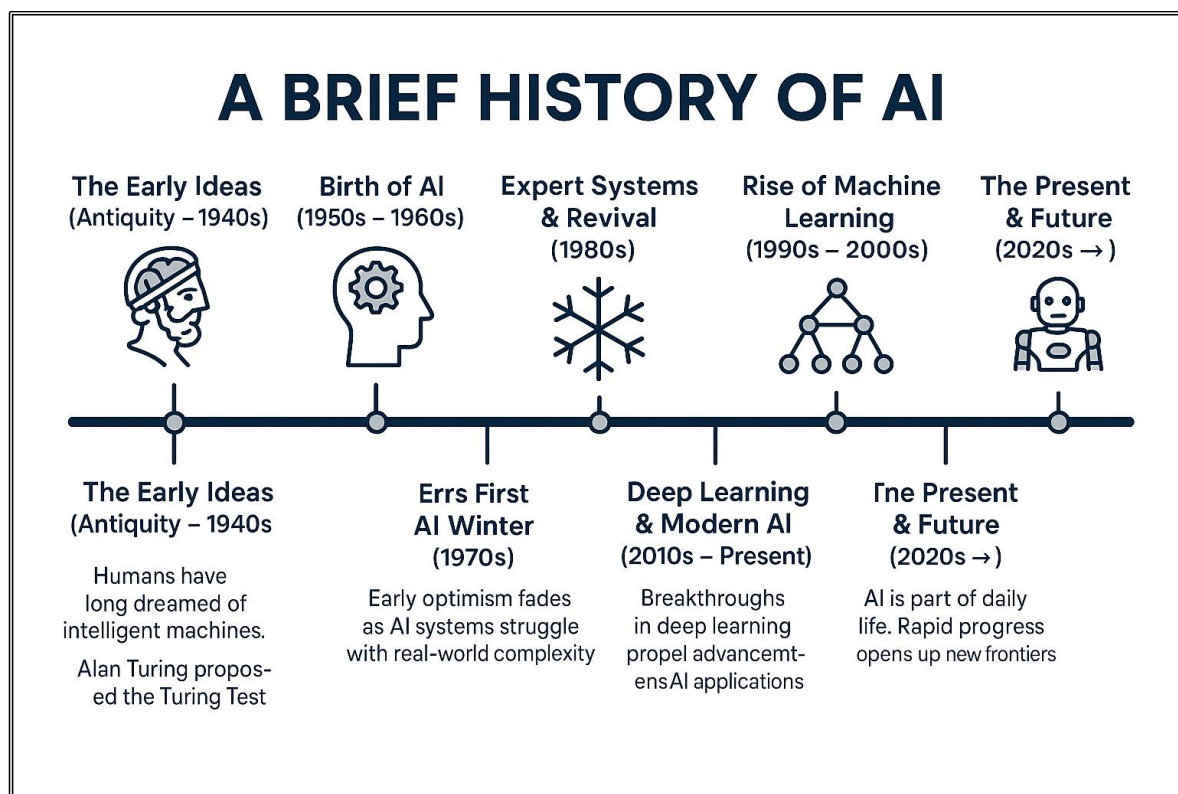 A BRIEF HISTORY OF AI
The Early Ideas
(Antiquity – 1940s)
Birth of AI
(1950s – 1960s)
Expert Systems
& Revival
(1980s)
Rise of Machine
Learning
(1990s – 2000s)
The Present
& Future
(2020s → )
The Early Ideas
(Antiquity – 1940s
Humans have
long dreamed of
intelligent machines.
Alan Turing propos-
ed the Turing Test
Errs First
AI Winter
(1970s)
Early optimism fades
as AI systems struggle
with real-world complexity
Deep Learning
& Modern AI
(2010s – Present)
Breakthroughs
in deep learning
propel advancemt-
ensAI applications
Tne Present
& Future
(2020s → )
AI is part of daily
life. Rapid progress
opens up new frontiers